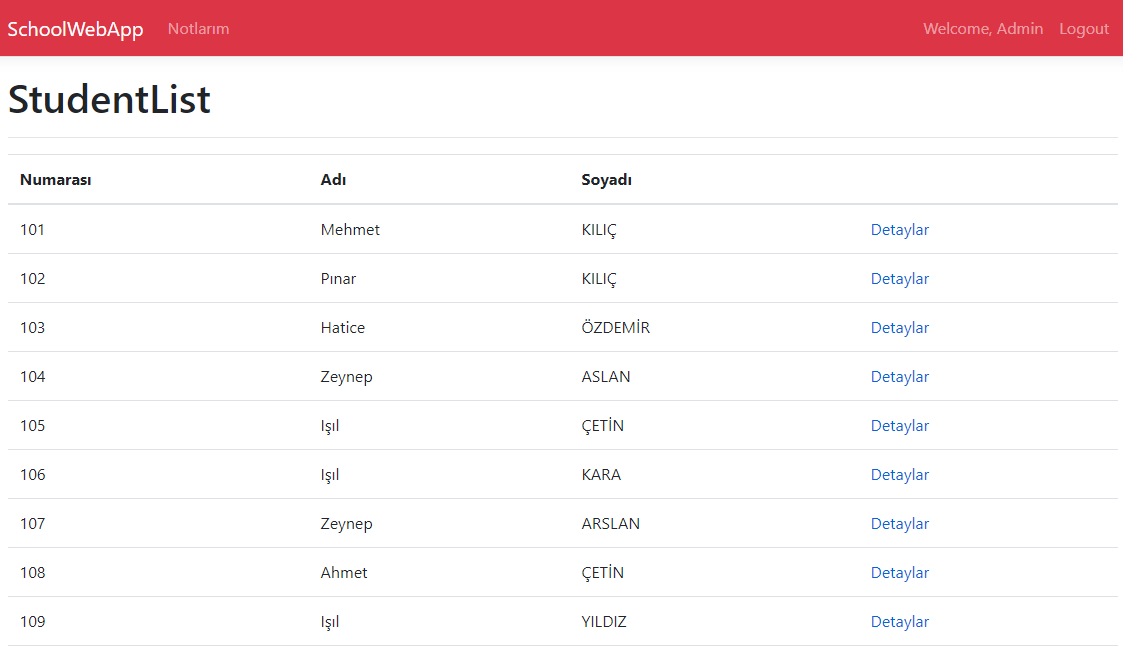 SchoolWebApp Notlarım Welcome, Admin Logout
StudentList
Numarası Adı Soyadı
101 Mehmet KILIÇ Detaylar
102 Pınar KILIÇ Detaylar
103 Hatice ÖZDEMİR Detaylar
104 Zeynep ASLAN Detaylar
105 Işıl ÇETİN Detaylar
106 Işıl KARA Detaylar
107 Zeynep ARSLAN Detaylar
108 Ahmet ÇETİN Detaylar
109 Işıl YILDIZ Detaylar